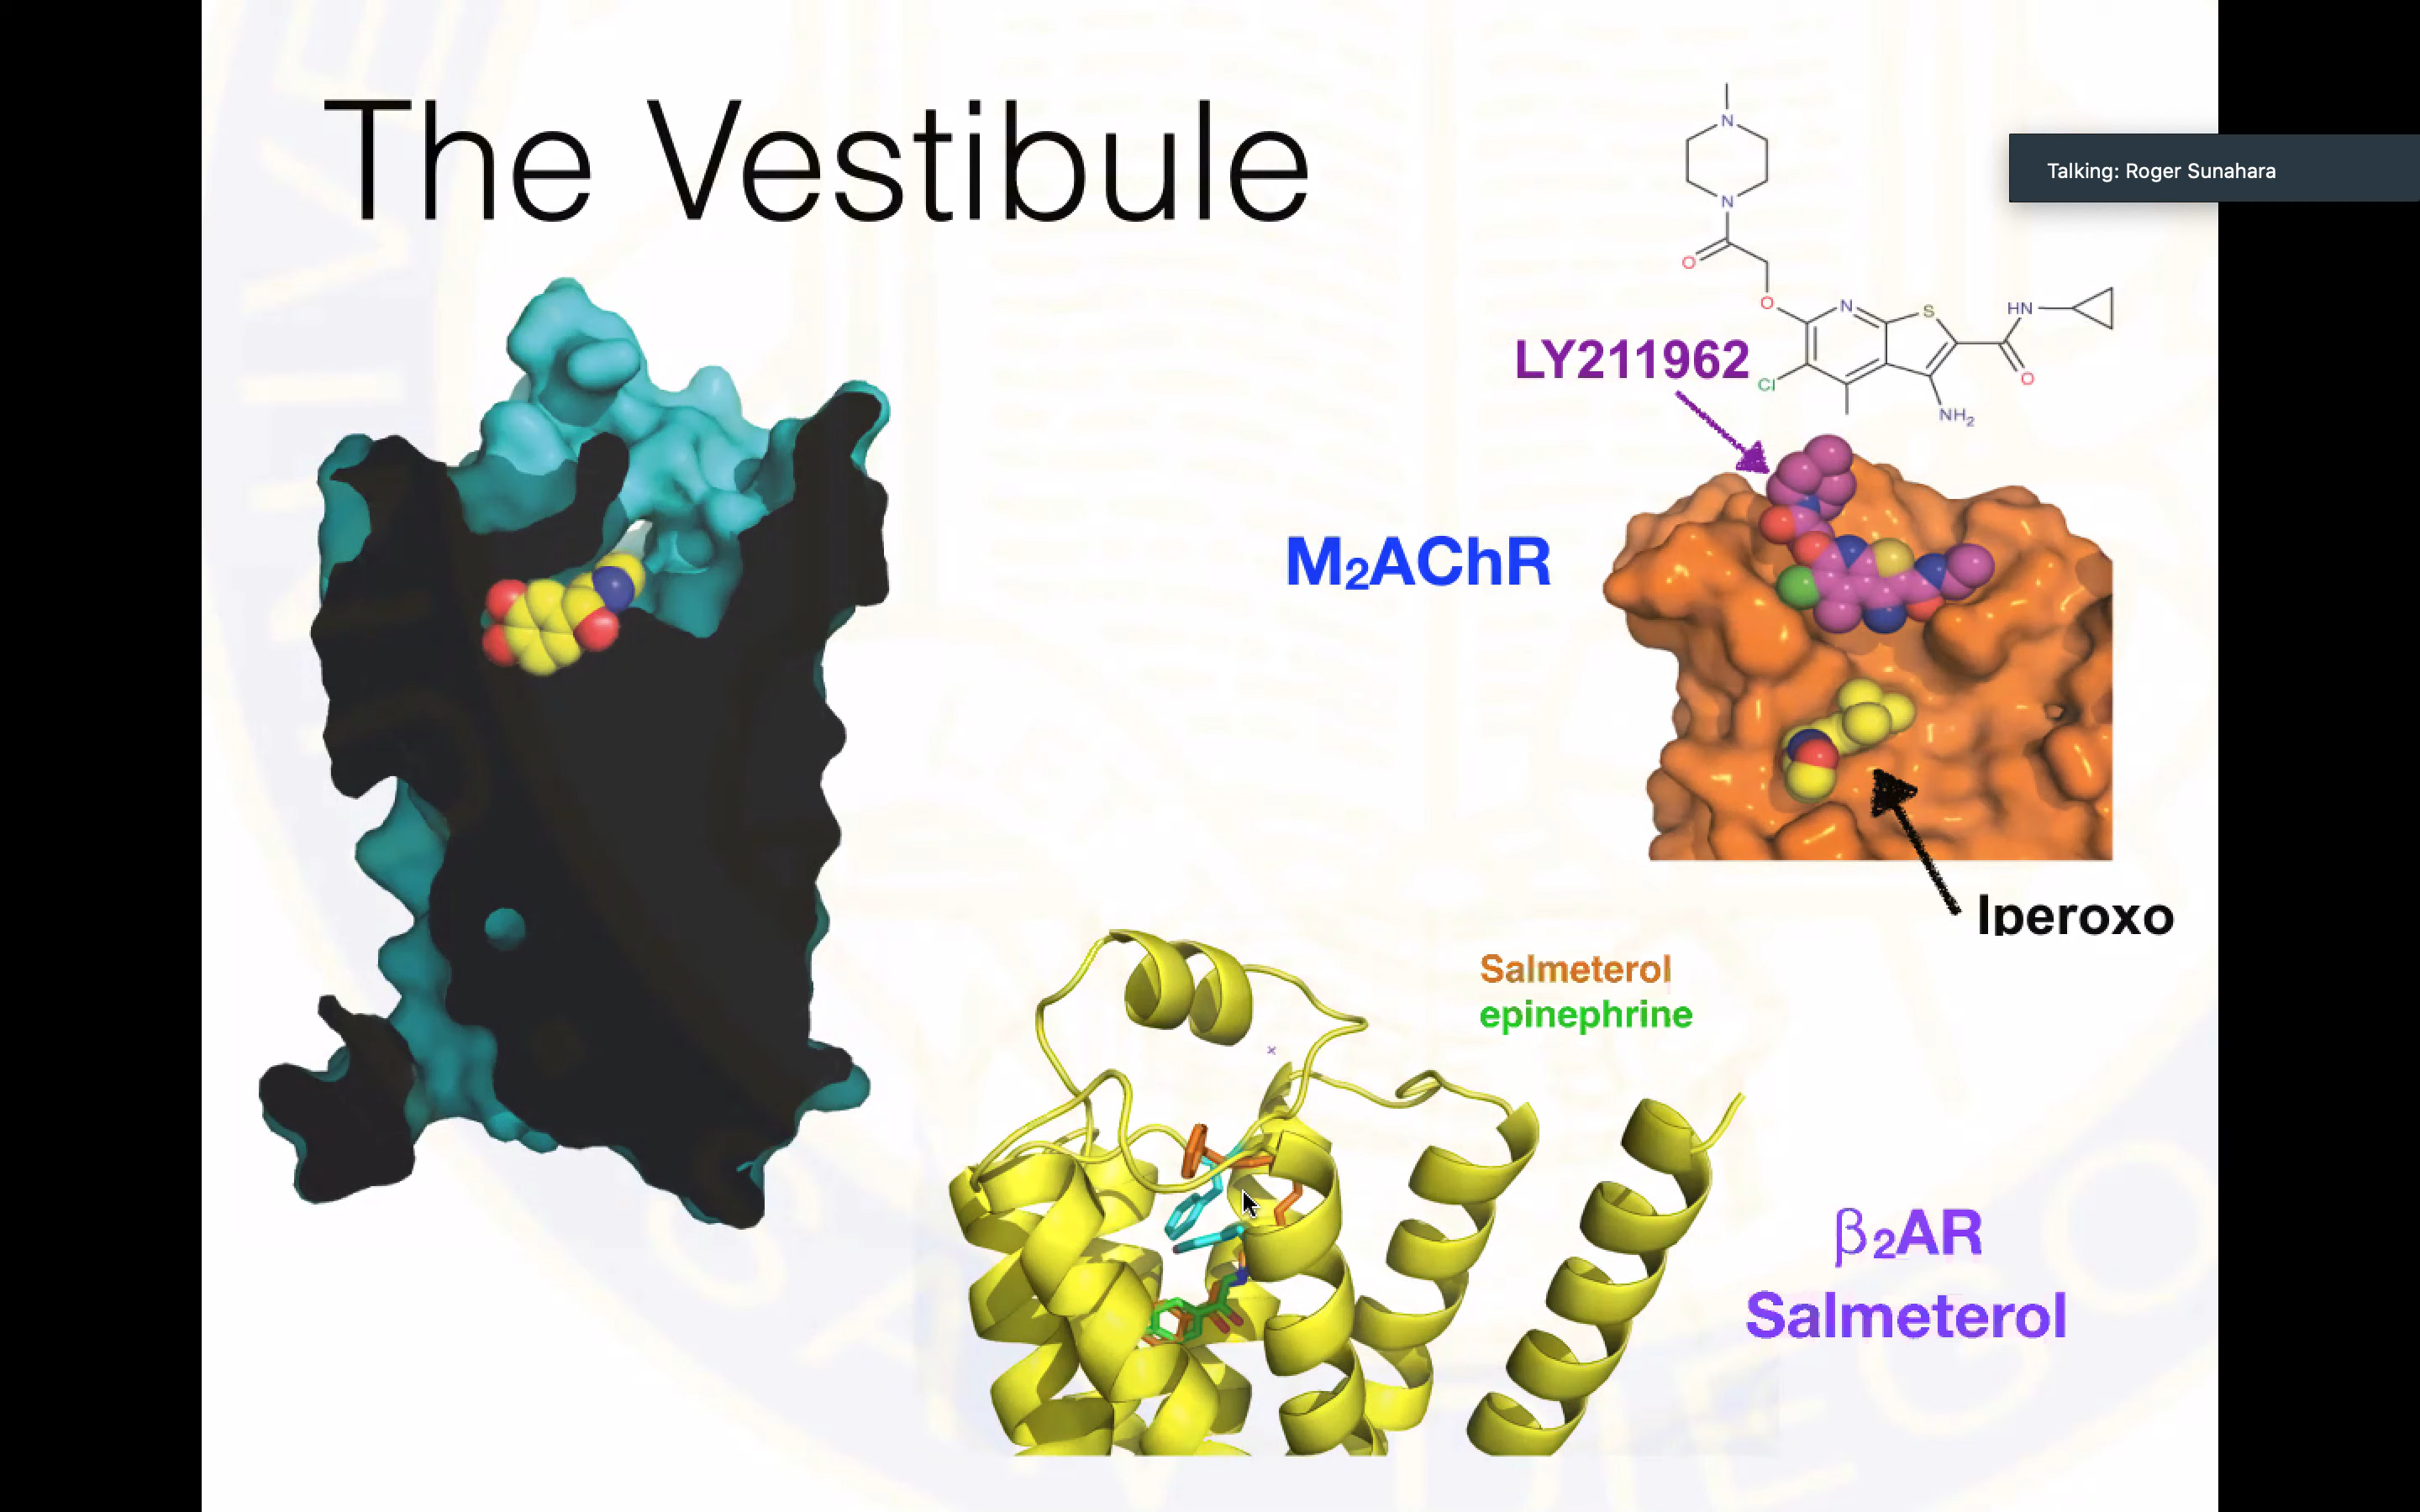 The Vestibule
Talking: Roger Sunahara
N
N
O
O
N
S
HN
O
Cl
NH₂
LY211962
M₂AChR
Iperoxo
Salmeterol
epinephrine
β₂AR
Salmeterol